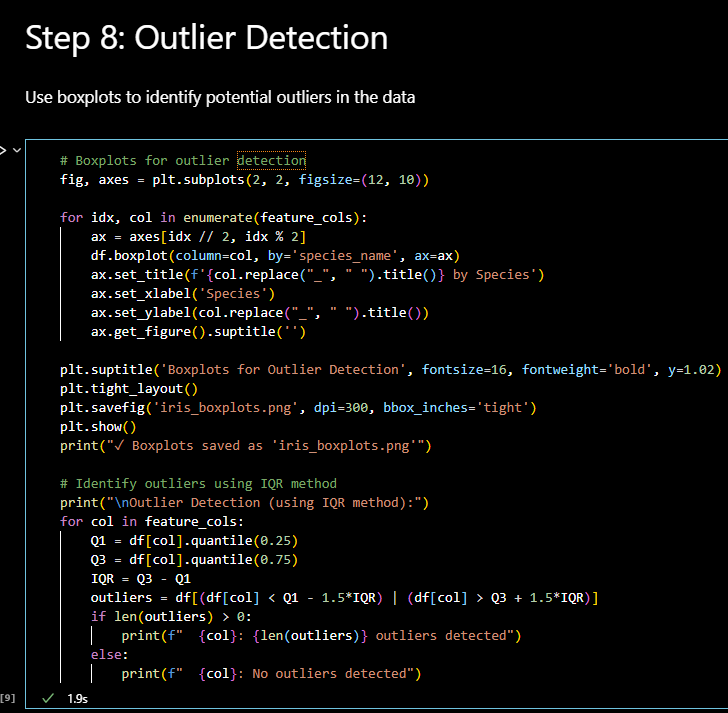 Step 8: Outlier Detection
Use boxplots to identify potential outliers in the data
# Boxplots for outlier detection
fig, axes = plt.subplots(2, 2, figsize=(12, 10))
for idx, col in enumerate(feature_cols):
    ax = axes[idx // 2, idx % 2]
    df.boxplot(column=col, by='species_name', ax=ax)
    ax.set_title(f'{col.replace("_", " ").title()} by Species')
    ax.set_xlabel('Species')
    ax.set_ylabel(col.replace("_", " ").title())
    ax.get_figure().suptitle('')
plt.suptitle('Boxplots for Outlier Detection', fontsize=16, fontweight='bold', y=1.02)
plt.tight_layout()
plt.savefig('iris_boxplots.png', dpi=300, bbox_inches='tight')
plt.show()
print("✓ Boxplots saved as 'iris_boxplots.png'")
# Identify outliers using IQR method
print("\nOutlier Detection (using IQR method):")
for col in feature_cols:
    Q1 = df[col].quantile(0.25)
    Q3 = df[col].quantile(0.75)
    IQR = Q3 - Q1
    outliers = df[(df[col] < Q1 - 1.5*IQR) | (df[col] > Q3 + 1.5*IQR)]
    if len(outliers) > 0:
        print(f"  {col}: {len(outliers)} outliers detected")
    else:
        print(f"  {col}: No outliers detected")
[9] ✓ 1.9s